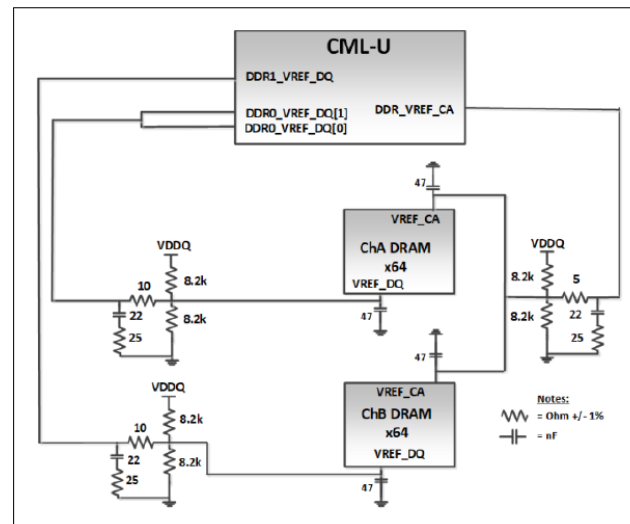 CML-U
DDR1_VREF_DQ
DDR0_VREF_DQ[1]
DDR0_VREF_DQ[0]
DDR_VREF_CA
47
VREF_CA
ChA DRAM
x64
VREF_DQ
47
VDDQ
8.2k
10
8.2k
22
25
VDDQ
8.2k
5
8.2k
22
25
47
VREF_CA
ChB DRAM
x64
VREF_DQ
47
VDDQ
8.2k
10
8.2k
22
25
Notes:
= Ohm +/- 1%
= nF